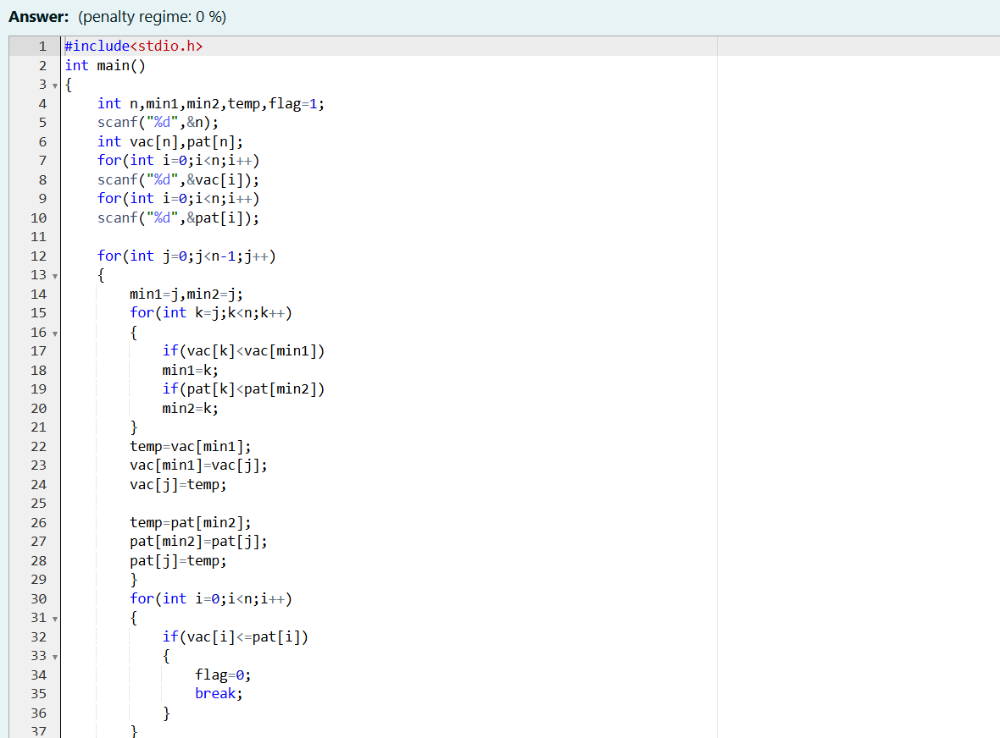 Answer: (penalty regime: 0 %)
1 #include<stdio.h>
2 int main()
3 {
4 int n,min1,min2,temp,flag=1;
5 scanf("%d",&n);
6 int vac[n],pat[n];
7 for(int i=0;i<n;i++)
8 scanf("%d",&vac[i]);
9 for(int i=0;i<n;i++)
10 scanf("%d",&pat[i]);
11
12 for(int j=0;j<n-1;j++)
13 {
14 min1=j,min2=j;
15 for(int k=j;k<n;k++)
16 {
17 if(vac[k]<vac[min1])
18 min1=k;
19 if(pat[k]<pat[min2])
20 min2=k;
21 }
22 temp=vac[min1];
23 vac[min1]=vac[j];
24 vac[j]=temp;
25
26 temp=pat[min2];
27 pat[min2]=pat[j];
28 pat[j]=temp;
29 }
30 for(int i=0;i<n;i++)
31 {
32 if(vac[i]<=pat[i])
33 {
34 flag=0;
35 break;
36 }
37 }